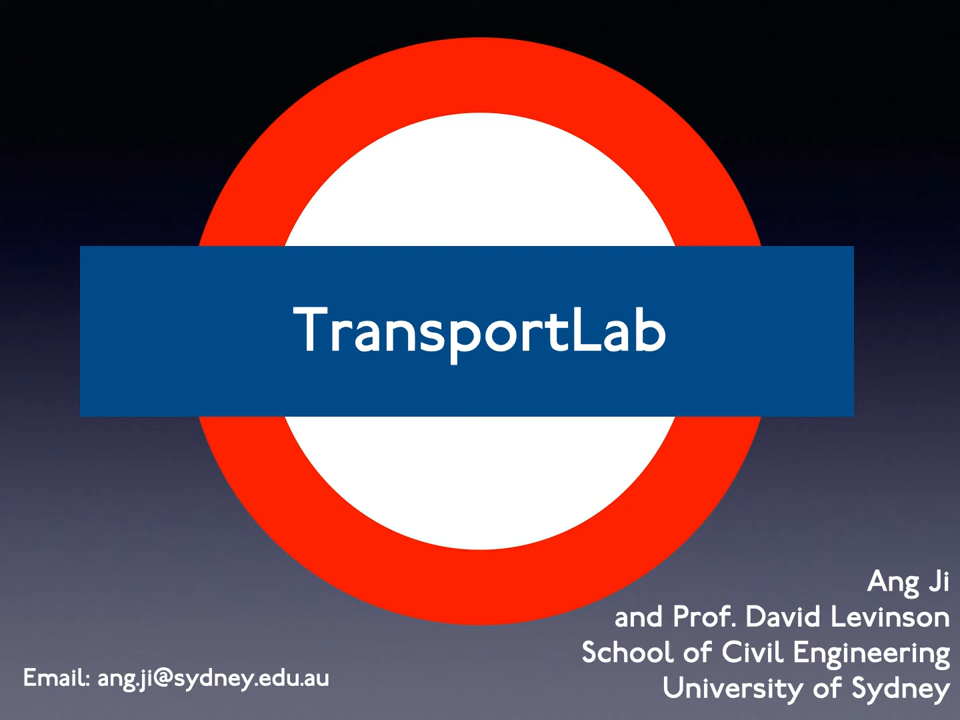 TransportLab
Ang Ji
and Prof. David Levinson
School of Civil Engineering
University of Sydney
Email: ang.ji@sydney.edu.au